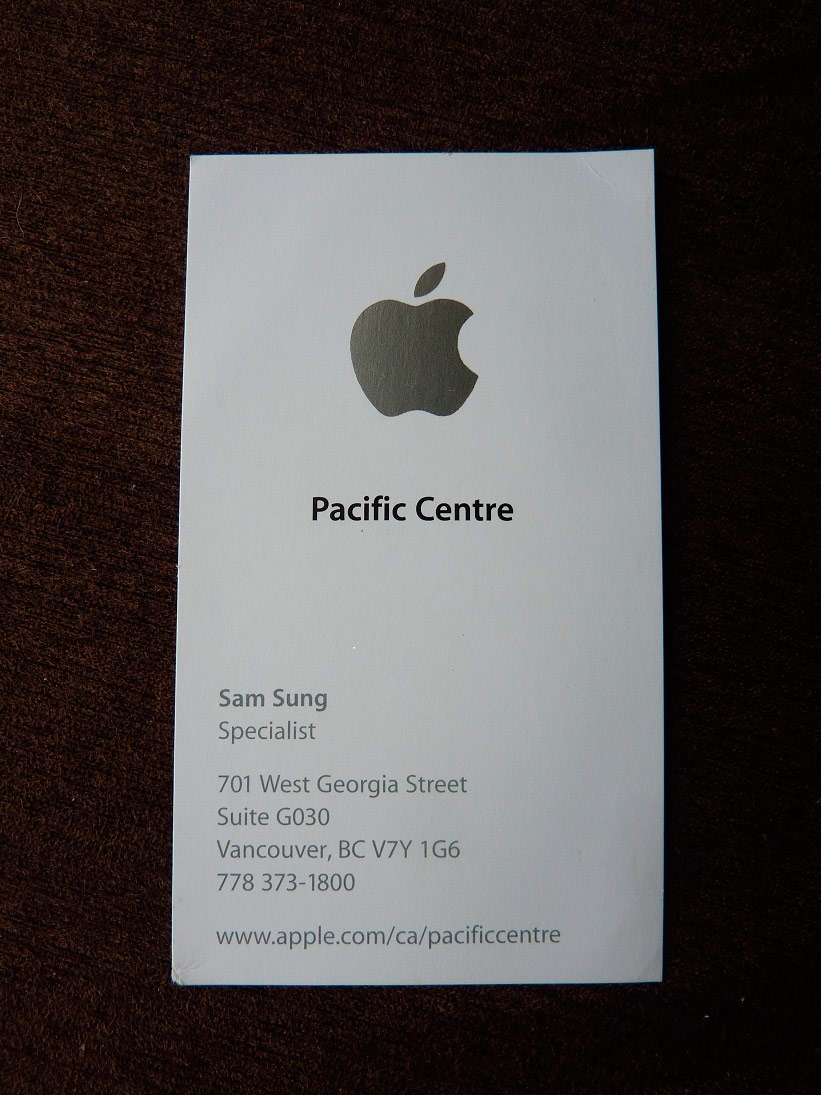 Pacific Centre
Sam Sung
Specialist
701 West Georgia Street
Suite G030
Vancouver, BC V7Y 1G6
778 373-1800
www.apple.com/ca/pacificcentre